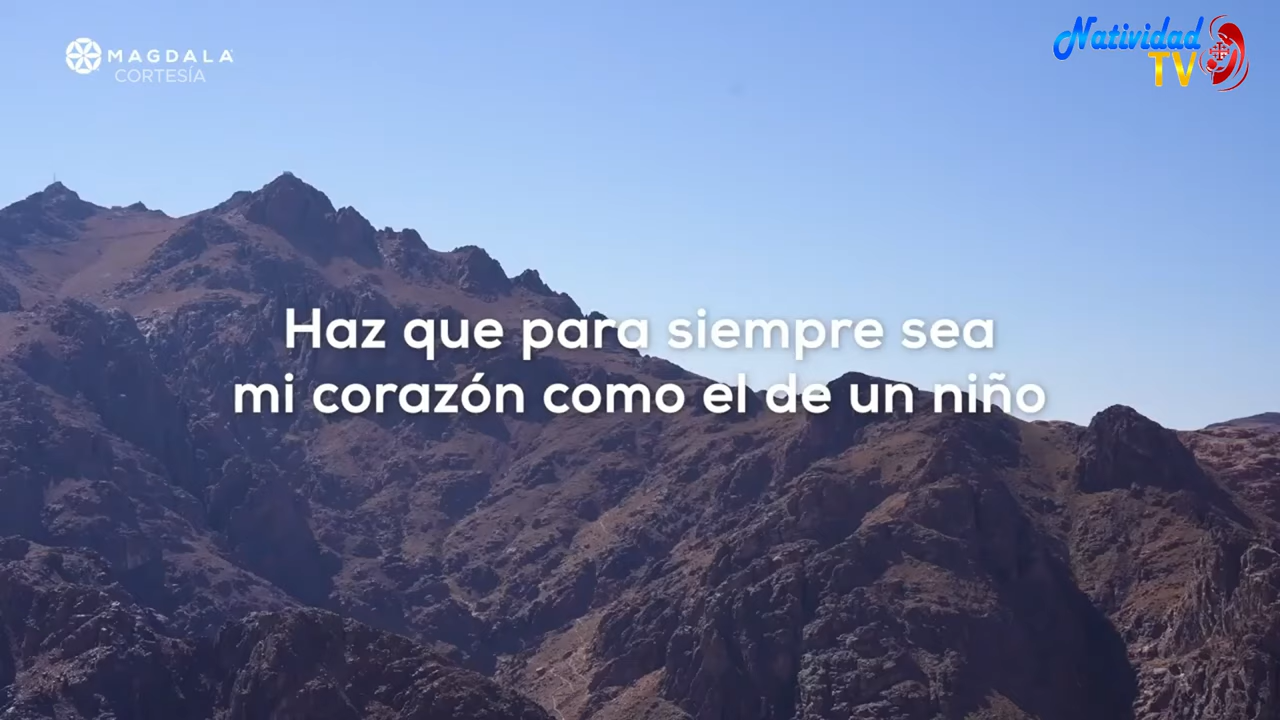 MAGDALA
CORTESÍA
Natividad
TV
Haz que para siempre sea
mi corazón como el de un niño